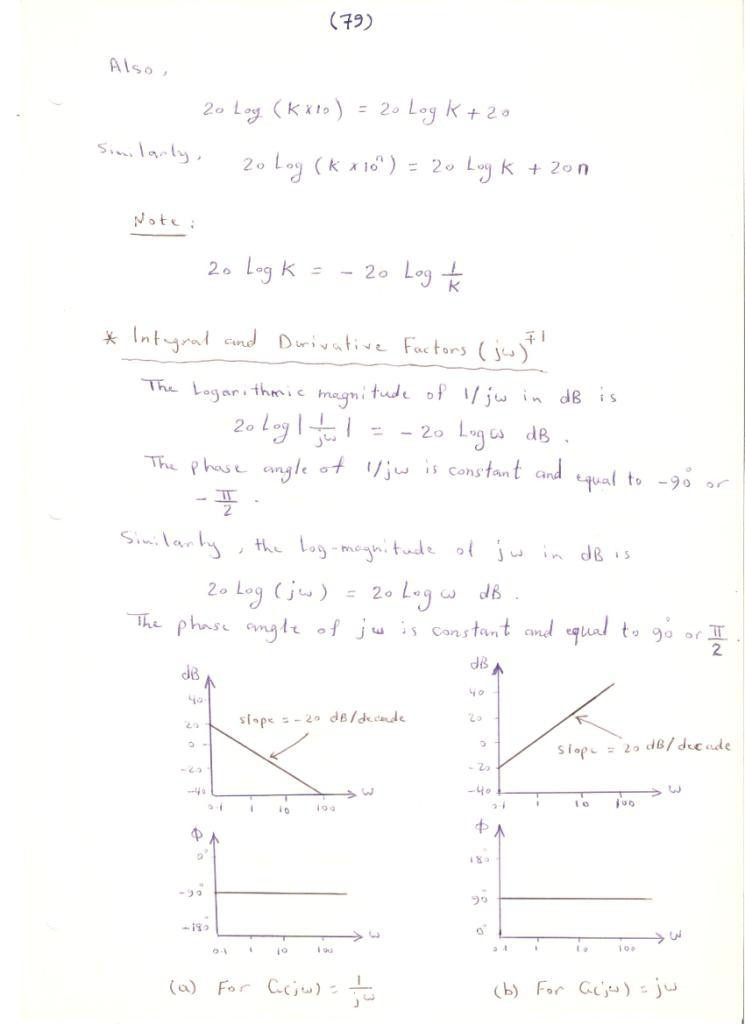 (79)
Also,
20 Log (K×10) = 20 Log K + 20
Similarly, 20 Log (K × 10ⁿ) = 20 Log K + 20n
Note:
20 Log K = - 20 Log 1/K
* Integral and Derivative Factors (jω)^∓1
The Logarithmic magnitude of 1/jω in dB is
20 Log |1/jω| = - 20 Log ω dB.
The phase angle of 1/jω is constant and equal to -90° or
- π/2.
Similarly, the log-magnitude of jω in dB is
20 Log (jω) = 20 Log ω dB.
The phase angle of jω is constant and equal to 90° or π/2.
dB
40
20
slope = -20 dB/decade
0
-20
-40
ω
0.1 1 10 100
dB
40
20
0
slope = 20 dB/decade
-20
-40
ω
0.1 1 10 100
Φ
0°
-90°
-180°
ω
0.1 1 10 100
Φ
180°
90°
0°
ω
0.1 1 10 100
(a) For G(jω) = 1/jω
(b) For G(jω) = jω